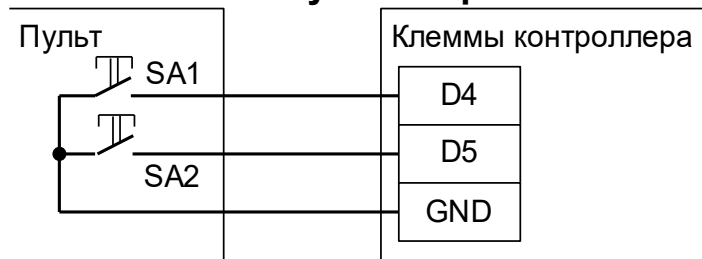 Пульт
Клеммы контроллера
SA1
D4
D5
SA2
GND